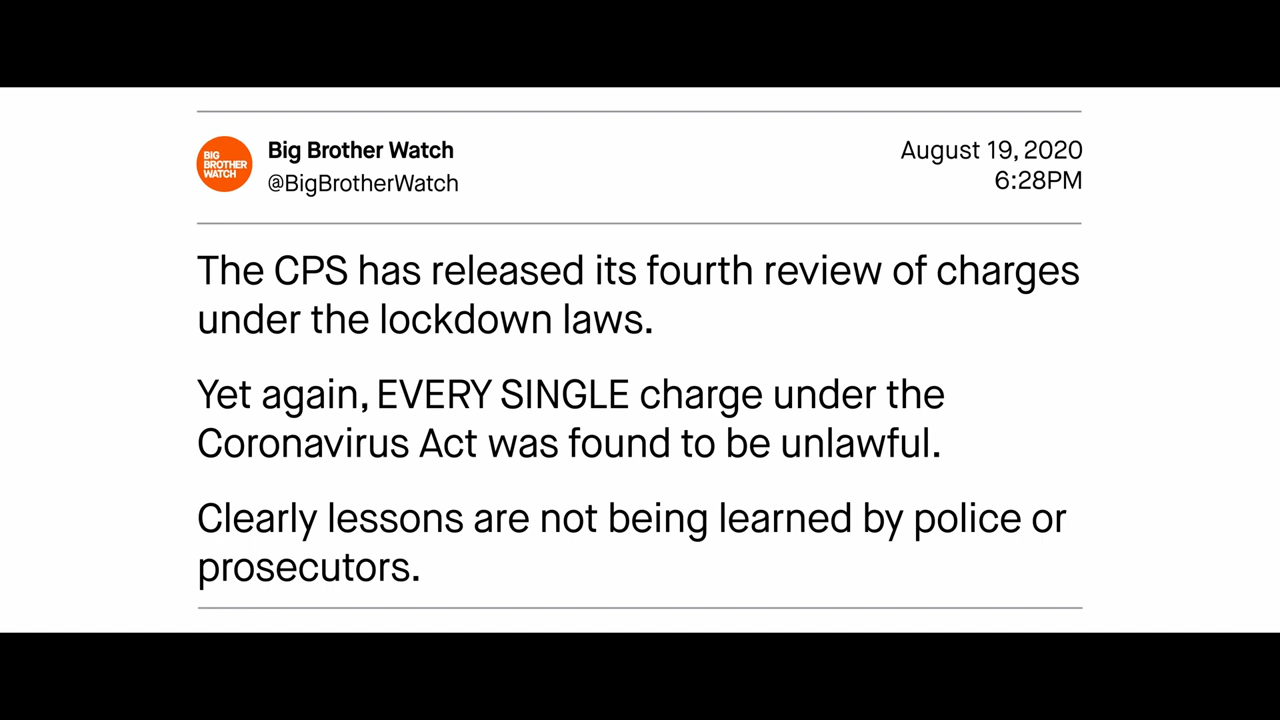 BIG
BROTHER
WATCH
Big Brother Watch
@BigBrotherWatch
August 19, 2020
6:28PM
The CPS has released its fourth review of charges
under the lockdown laws.
Yet again, EVERY SINGLE charge under the
Coronavirus Act was found to be unlawful.
Clearly lessons are not being learned by police or
prosecutors.